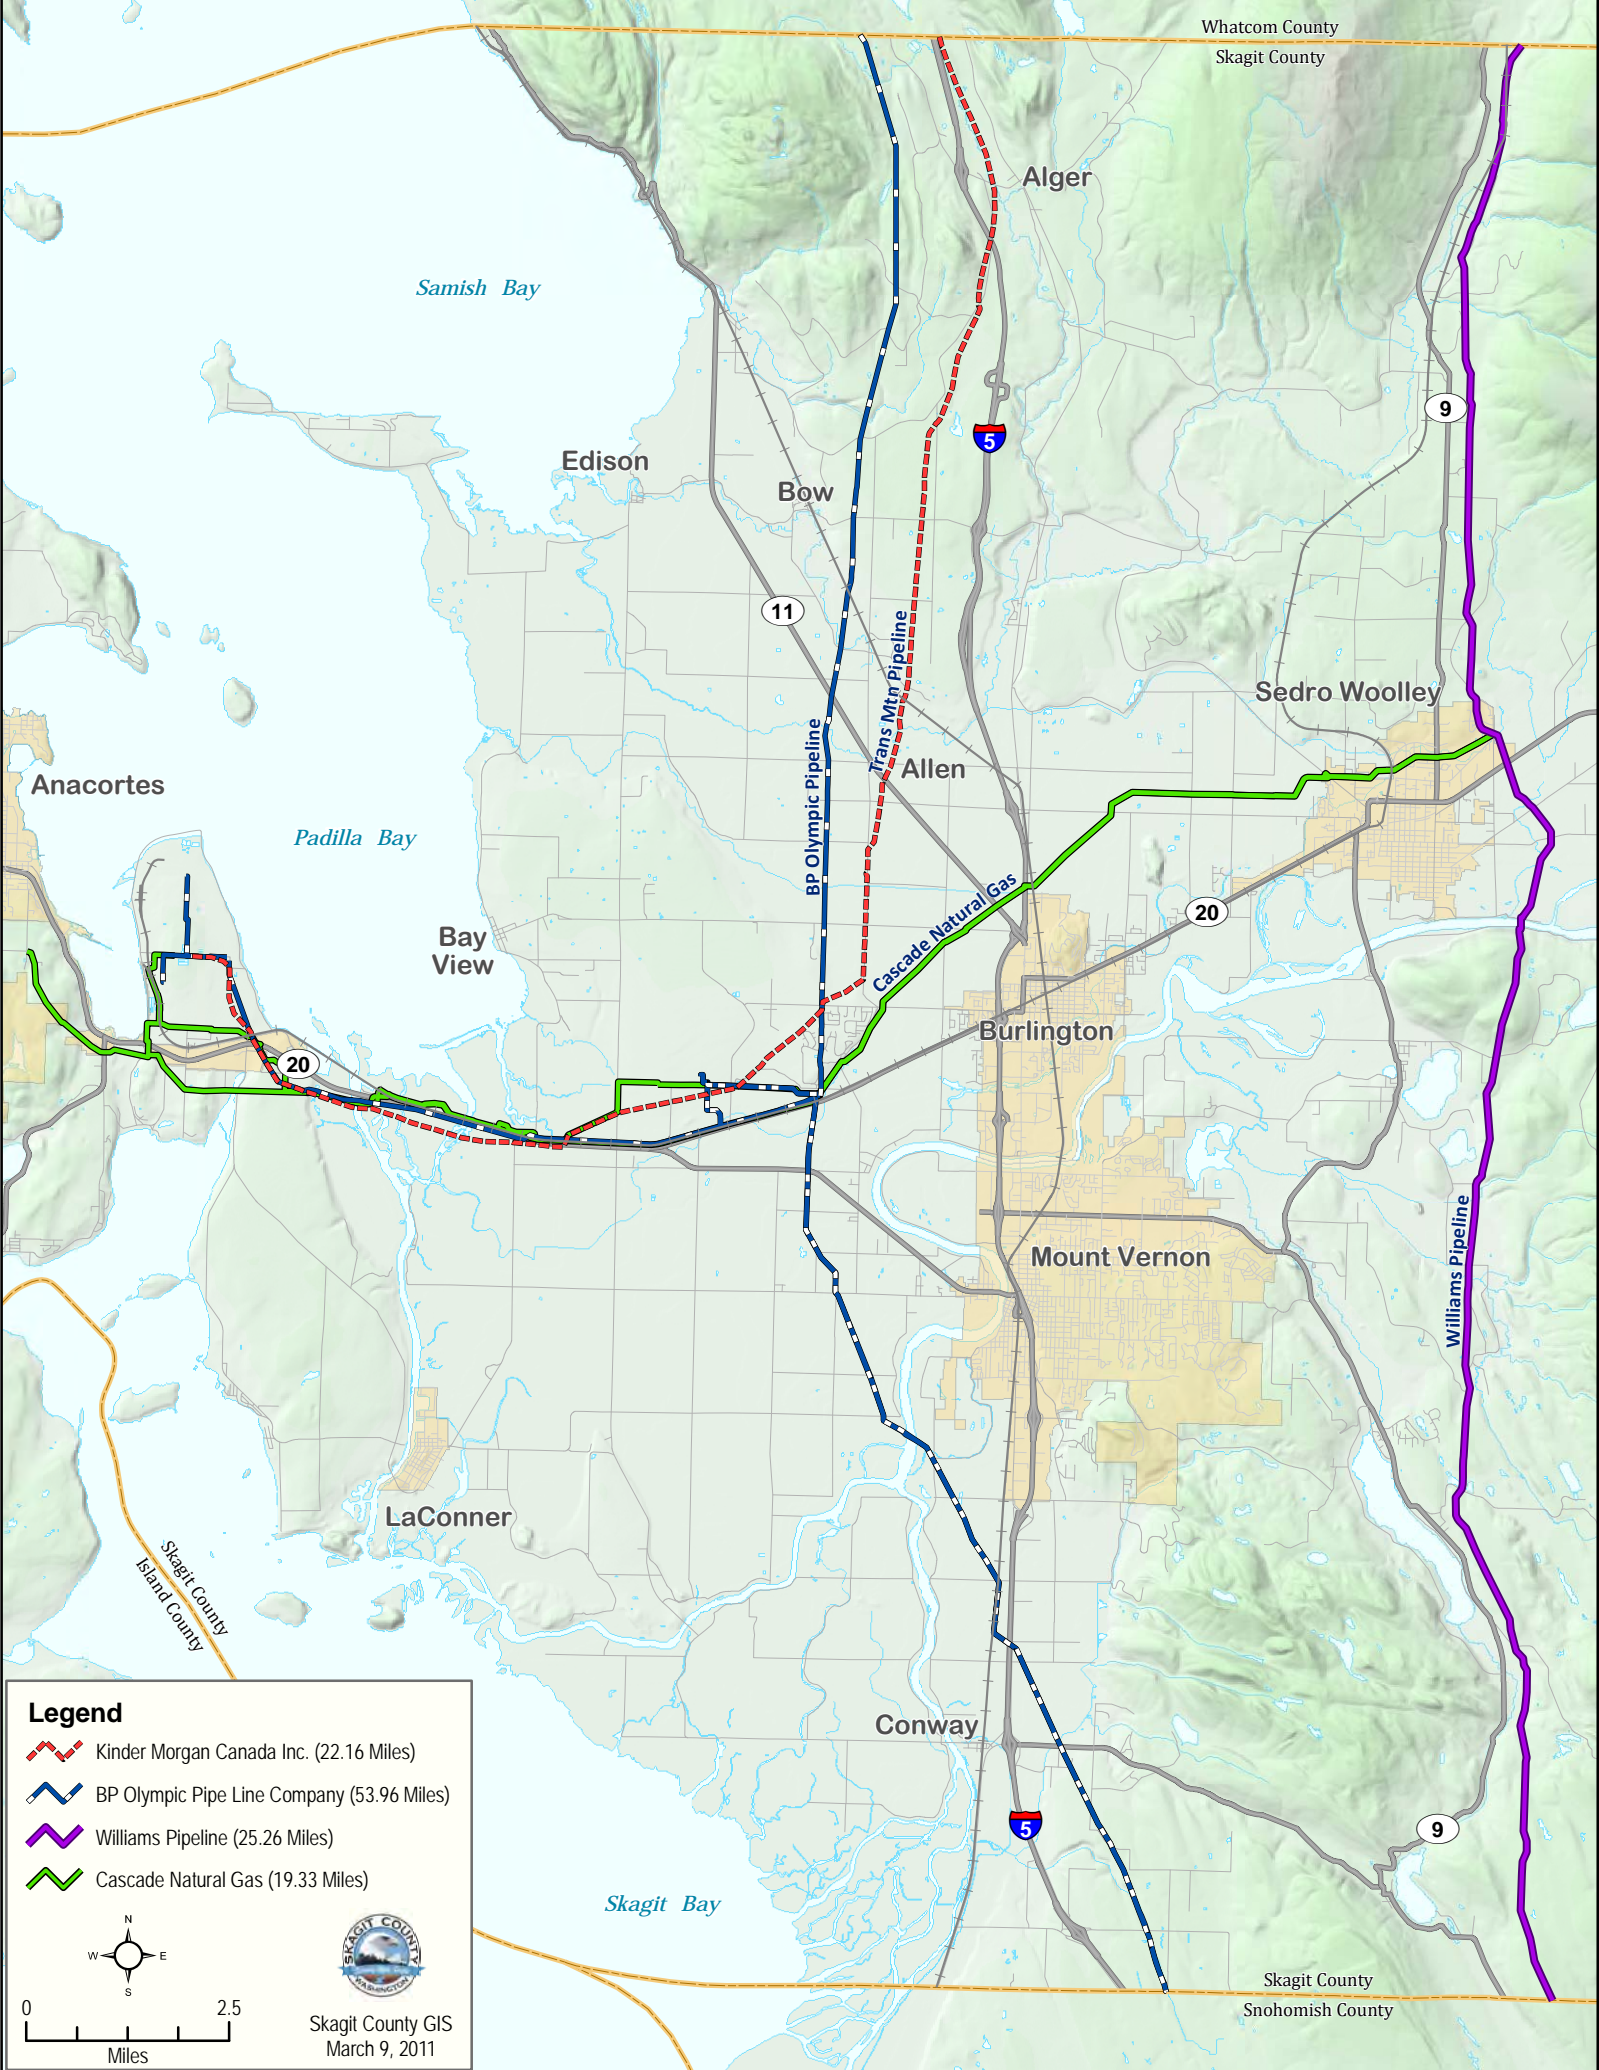 Whatcom County
Skagit County
Alger
Samish Bay
9
5
Edison
Bow
11
Trans Mtn Pipeline
Sedro Woolley
BP Olympic Pipeline
Allen
Anacortes
Padilla Bay
Cascade Natural Gas
20
Bay
View
Burlington
20
Williams Pipeline
Mount Vernon
LaConner
Skagit County
Island County
Conway
5
9
Skagit Bay
Skagit County
Snohomish County
Legend
Kinder Morgan Canada Inc. (22.16 Miles)
BP Olympic Pipe Line Company (53.96 Miles)
Williams Pipeline (25.26 Miles)
Cascade Natural Gas (19.33 Miles)
N
W E
S
SKAGIT COUNTY
WASHINGTON
0 2.5
Miles
Skagit County GIS
March 9, 2011